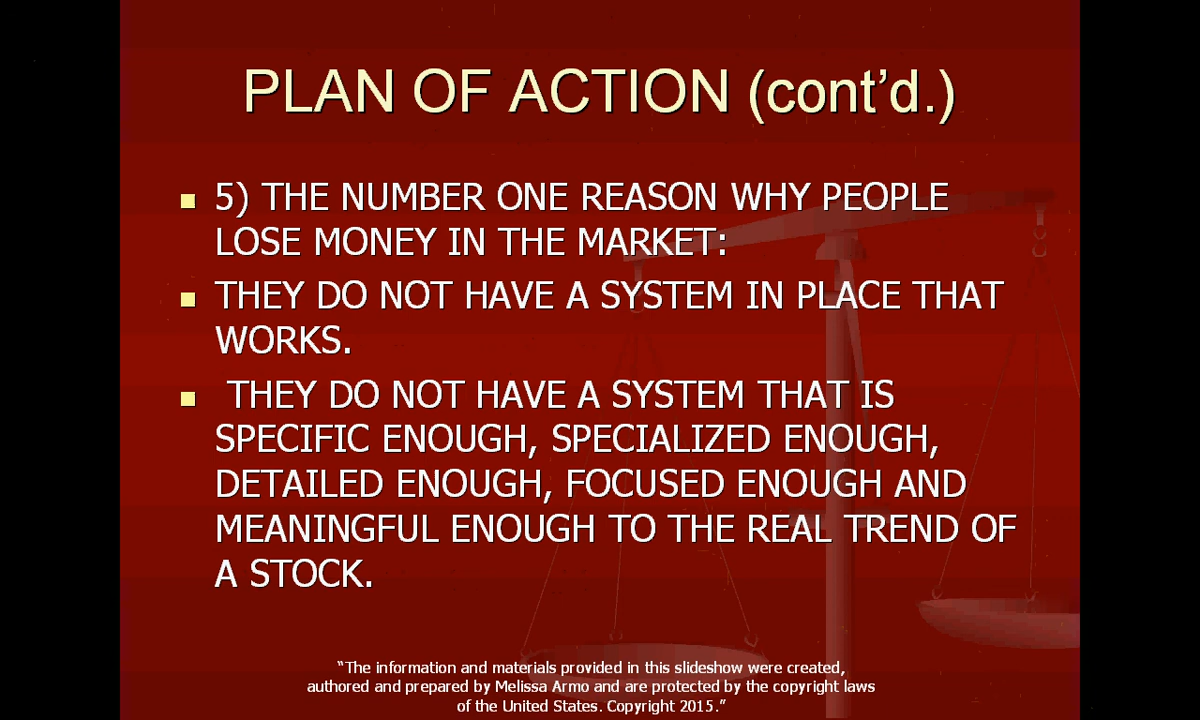 PLAN OF ACTION (cont’d.)
5) THE NUMBER ONE REASON WHY PEOPLE
LOSE MONEY IN THE MARKET:
THEY DO NOT HAVE A SYSTEM IN PLACE THAT
WORKS.
THEY DO NOT HAVE A SYSTEM THAT IS
SPECIFIC ENOUGH, SPECIALIZED ENOUGH,
DETAILED ENOUGH, FOCUSED ENOUGH AND
MEANINGFUL ENOUGH TO THE REAL TREND OF
A STOCK.
“The information and materials provided in this slideshow were created,
authored and prepared by Melissa Armo and are protected by the copyright laws
of the United States. Copyright 2015.”